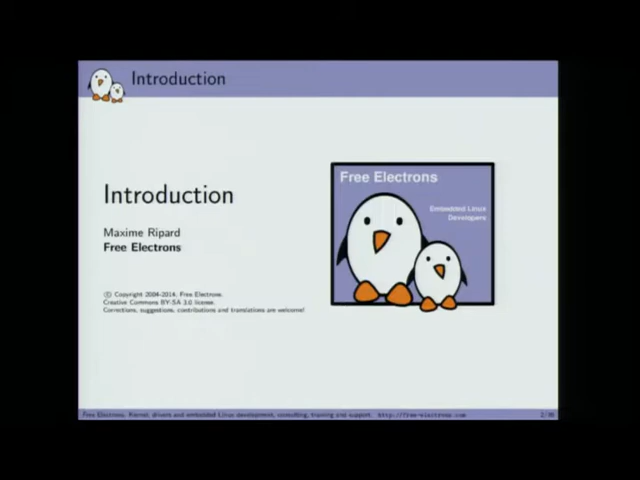 Introduction
Introduction
Maxime Ripard
Free Electrons
© Copyright 2004-2014, Free Electrons.
Creative Commons BY-SA 3.0 license.
Corrections, suggestions, contributions and translations are welcome!
Free Electrons
Embedded Linux
Developers
Free Electrons. Kernel, drivers and embedded Linux development, consulting, training and support. http://free-electrons.com